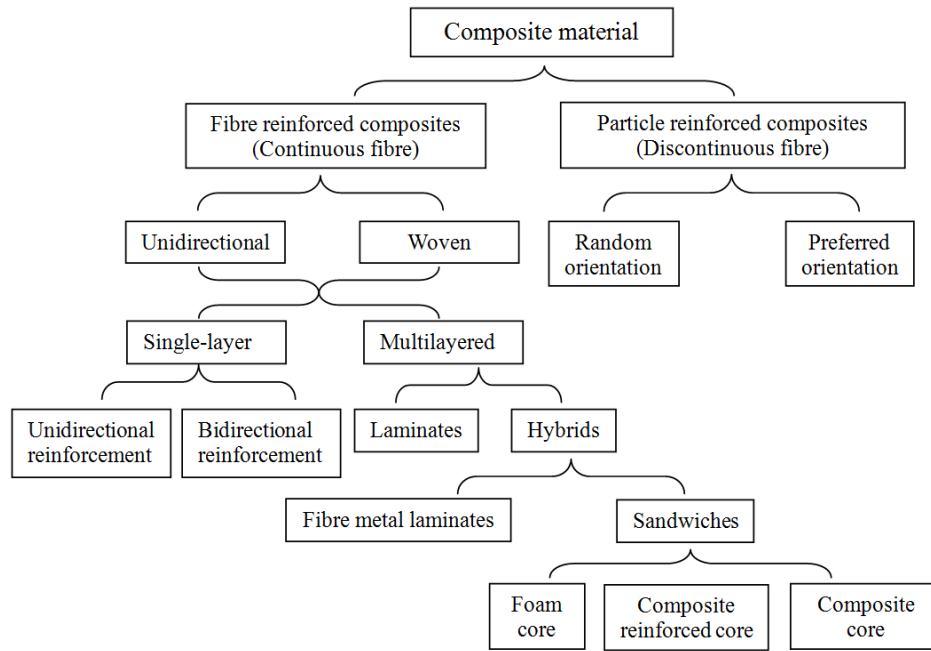 Composite material
Fibre reinforced composites
(Continuous fibre)
Particle reinforced composites
(Discontinuous fibre)
Unidirectional
Woven
Random
orientation
Preferred
orientation
Single-layer
Multilayered
Unidirectional
reinforcement
Bidirectional
reinforcement
Laminates
Hybrids
Fibre metal laminates
Sandwiches
Foam
core
Composite
reinforced core
Composite
core